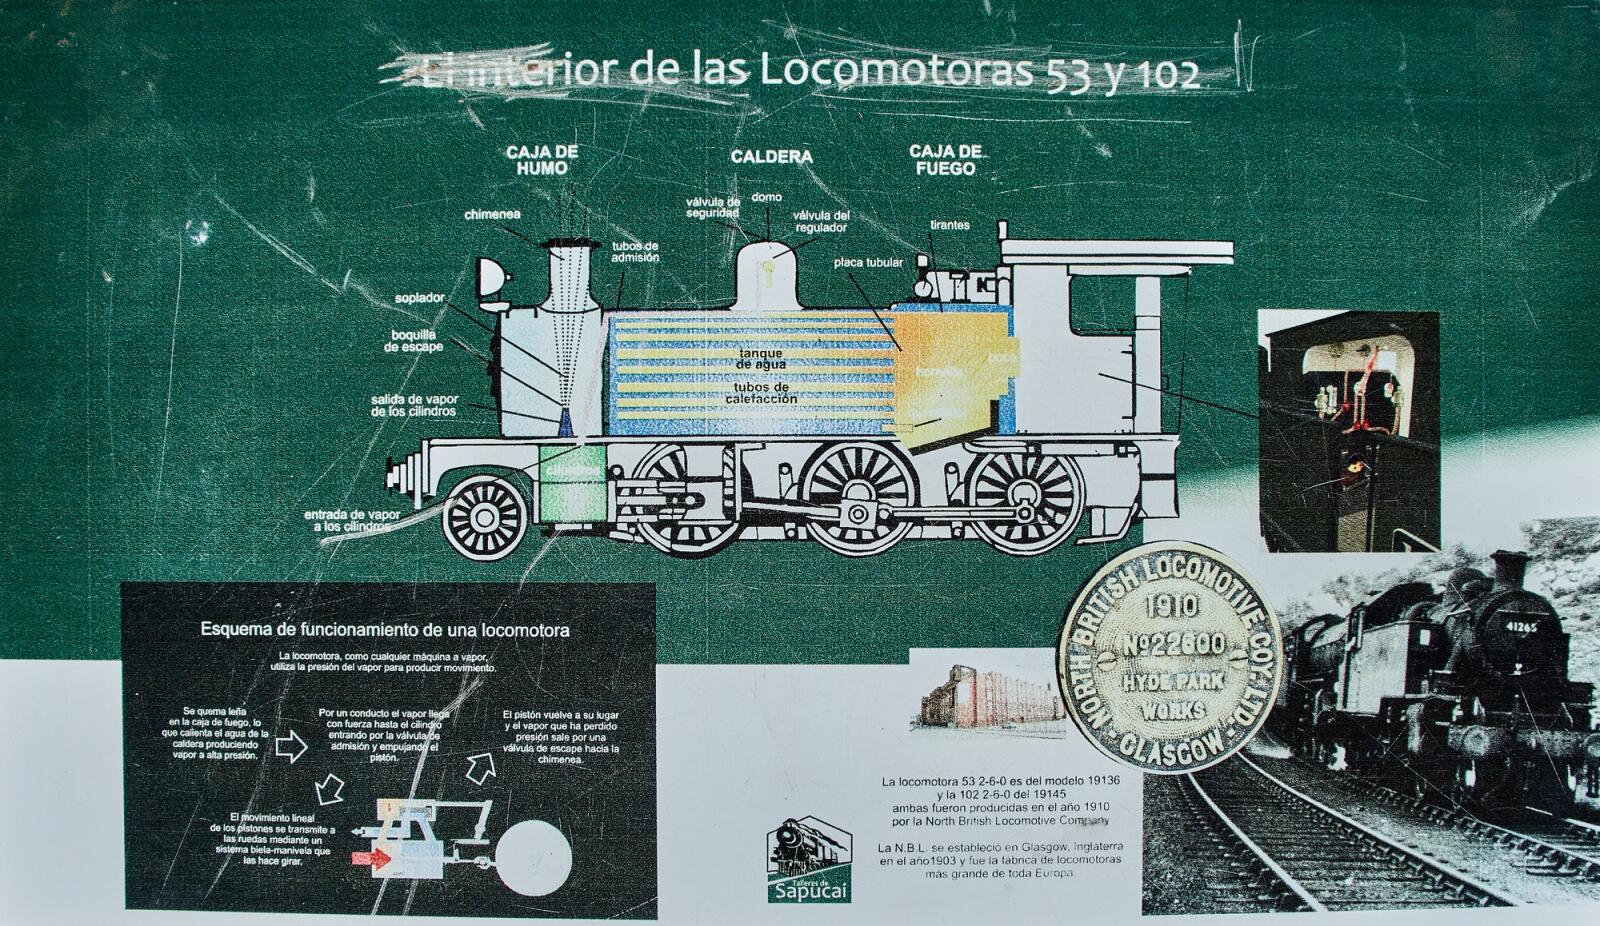 El interior de las Locomotoras 53 y 102
CAJA DE
HUMO
CALDERA
CAJA DE
FUEGO
chimenea
tubos de
admisión
válvula de
seguridad
domo
válvula del
regulador
placa tubular
tirantes
soplador
boquilla
de escape
salida de vapor
de los cilindros
tanque
de agua
tubos de
calefacción
boca
hornalla
cilindros
entrada de vapor
a los cilindros
Esquema de funcionamiento de una locomotora
La locomotora, como cualquier máquina a vapor,
utiliza la presión del vapor para producir movimiento.
Se quema leña
en la caja de fuego, lo
que calienta el agua de la
caldera produciendo
vapor a alta presión.
Por un conducto el vapor llega
con fuerza hasta el cilindro
entrando por la válvula de
admisión y empujando el
pistón.
El pistón vuelve a su lugar
y el vapor que ha perdido
presión sale por una
válvula de escape hacia la
chimenea.
El movimiento lineal
de los pistones se transmite a
las ruedas mediante un
sistema biela-manivela que
las hace girar.
NORTH BRITISH LOCOMOTIVE COY. LTD
1910
Nº22600
HYDE PARK
WORKS
- GLASGOW -
41265
La locomotora 53 2-6-0 es del modelo 19136
y la 102 2-6-0 del 19145
ambas fueron producidas en el año 1910
por la North British Locomotive Company
La N.B.L. se estableció en Glasgow, Inglaterra
en el año1903 y fue la fábrica de locomotoras
más grande de toda Europa.
Talleres de
Sapucai